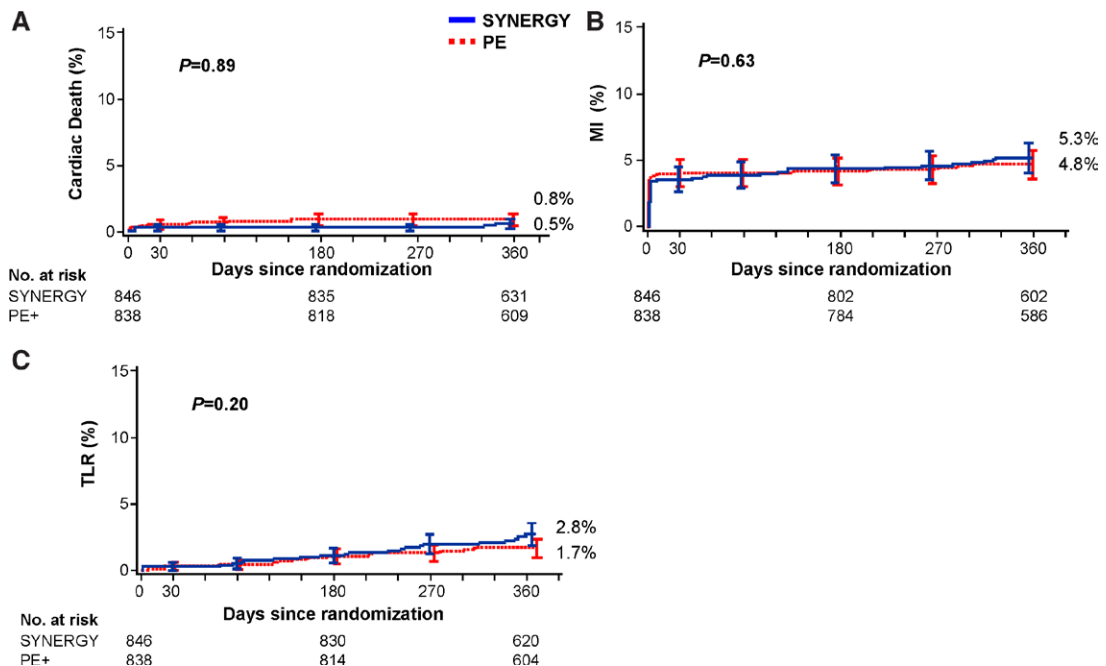 A
SYNERGY
PE
15
10
5
0
Cardiac Death (%)
P=0.89
0.8%
0.5%
0 30 180 270 360
Days since randomization
No. at risk
SYNERGY 846 835 631
PE+ 838 818 609
B
15
10
5
0
MI (%)
P=0.63
5.3%
4.8%
0 30 180 270 360
Days since randomization
846 802 602
838 784 586
C
15
10
5
0
TLR (%)
P=0.20
2.8%
1.7%
0 30 180 270 360
Days since randomization
No. at risk
SYNERGY 846 830 620
PE+ 838 814 604